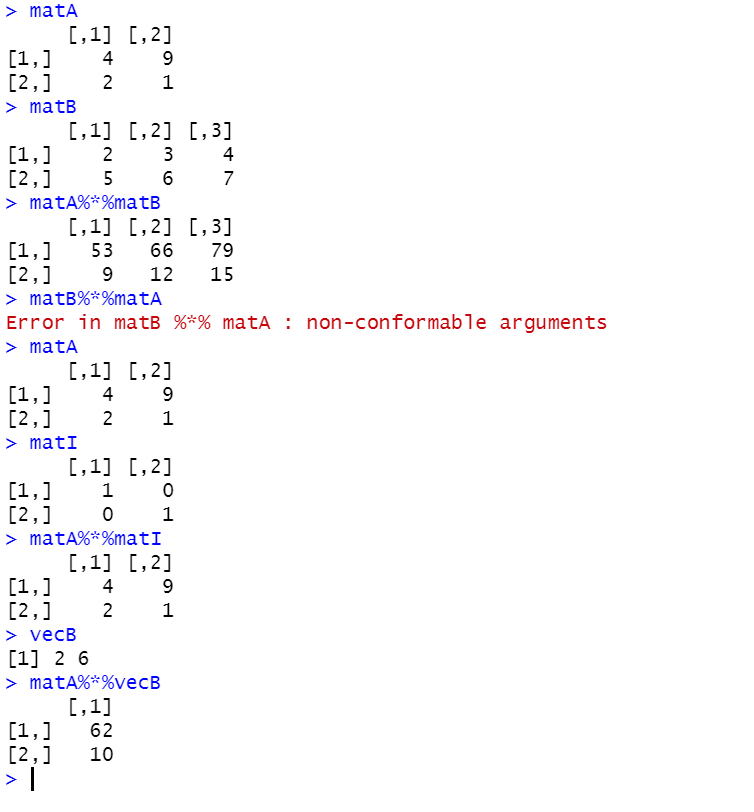 > matA
     [,1] [,2]
[1,]    4    9
[2,]    2    1
> matB
     [,1] [,2] [,3]
[1,]    2    3    4
[2,]    5    6    7
> matA%*%matB
     [,1] [,2] [,3]
[1,]   53   66   79
[2,]    9   12   15
> matB%*%matA
Error in matB %*% matA : non-conformable arguments
> matA
     [,1] [,2]
[1,]    4    9
[2,]    2    1
> matI
     [,1] [,2]
[1,]    1    0
[2,]    0    1
> matA%*%matI
     [,1] [,2]
[1,]    4    9
[2,]    2    1
> vecB
[1] 2 6
> matA%*%vecB
     [,1]
[1,]   62
[2,]   10
>